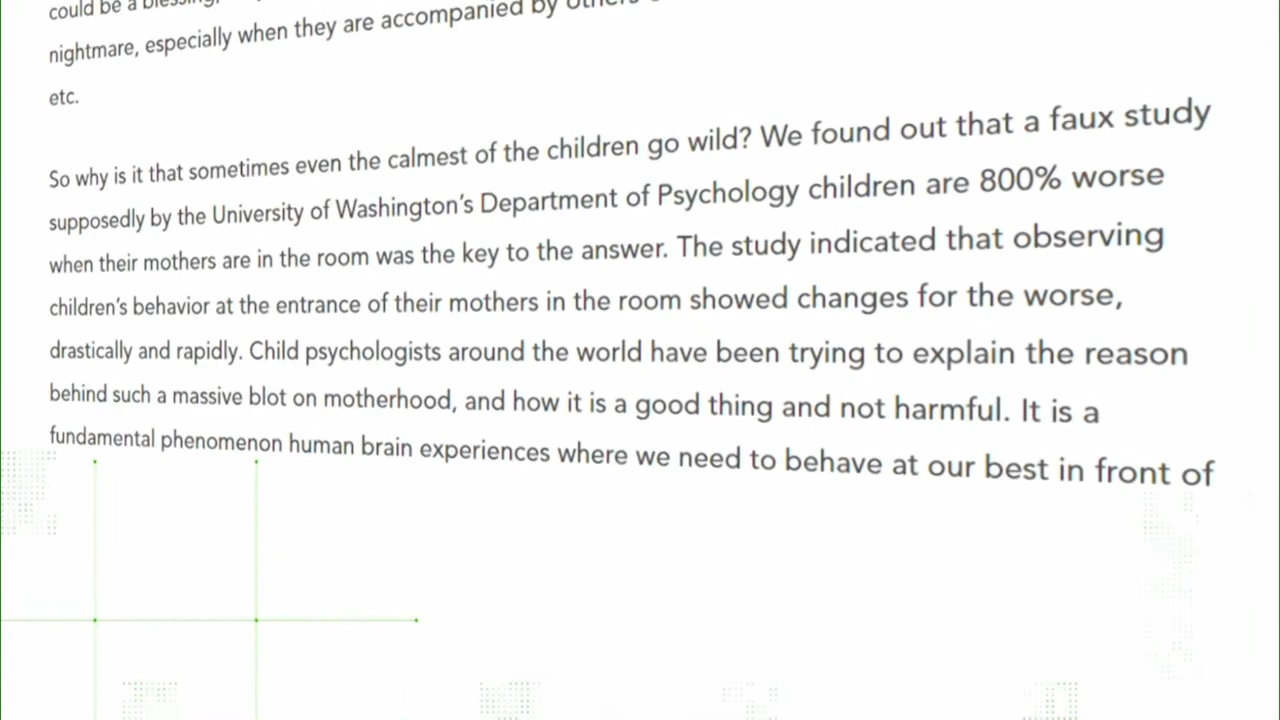 could be a
nightmare, especially when they are accompanied by
etc.
So why is it that sometimes even the calmest of the children go wild? We found out that a faux study
supposedly by the University of Washington's Department of Psychology children are 800% worse
when their mothers are in the room was the key to the answer. The study indicated that observing
children's behavior at the entrance of their mothers in the room showed changes for the worse,
drastically and rapidly. Child psychologists around the world have been trying to explain the reason
behind such a massive blot on motherhood, and how it is a good thing and not harmful. It is a
fundamental phenomenon human brain experiences where we need to behave at our best in front of